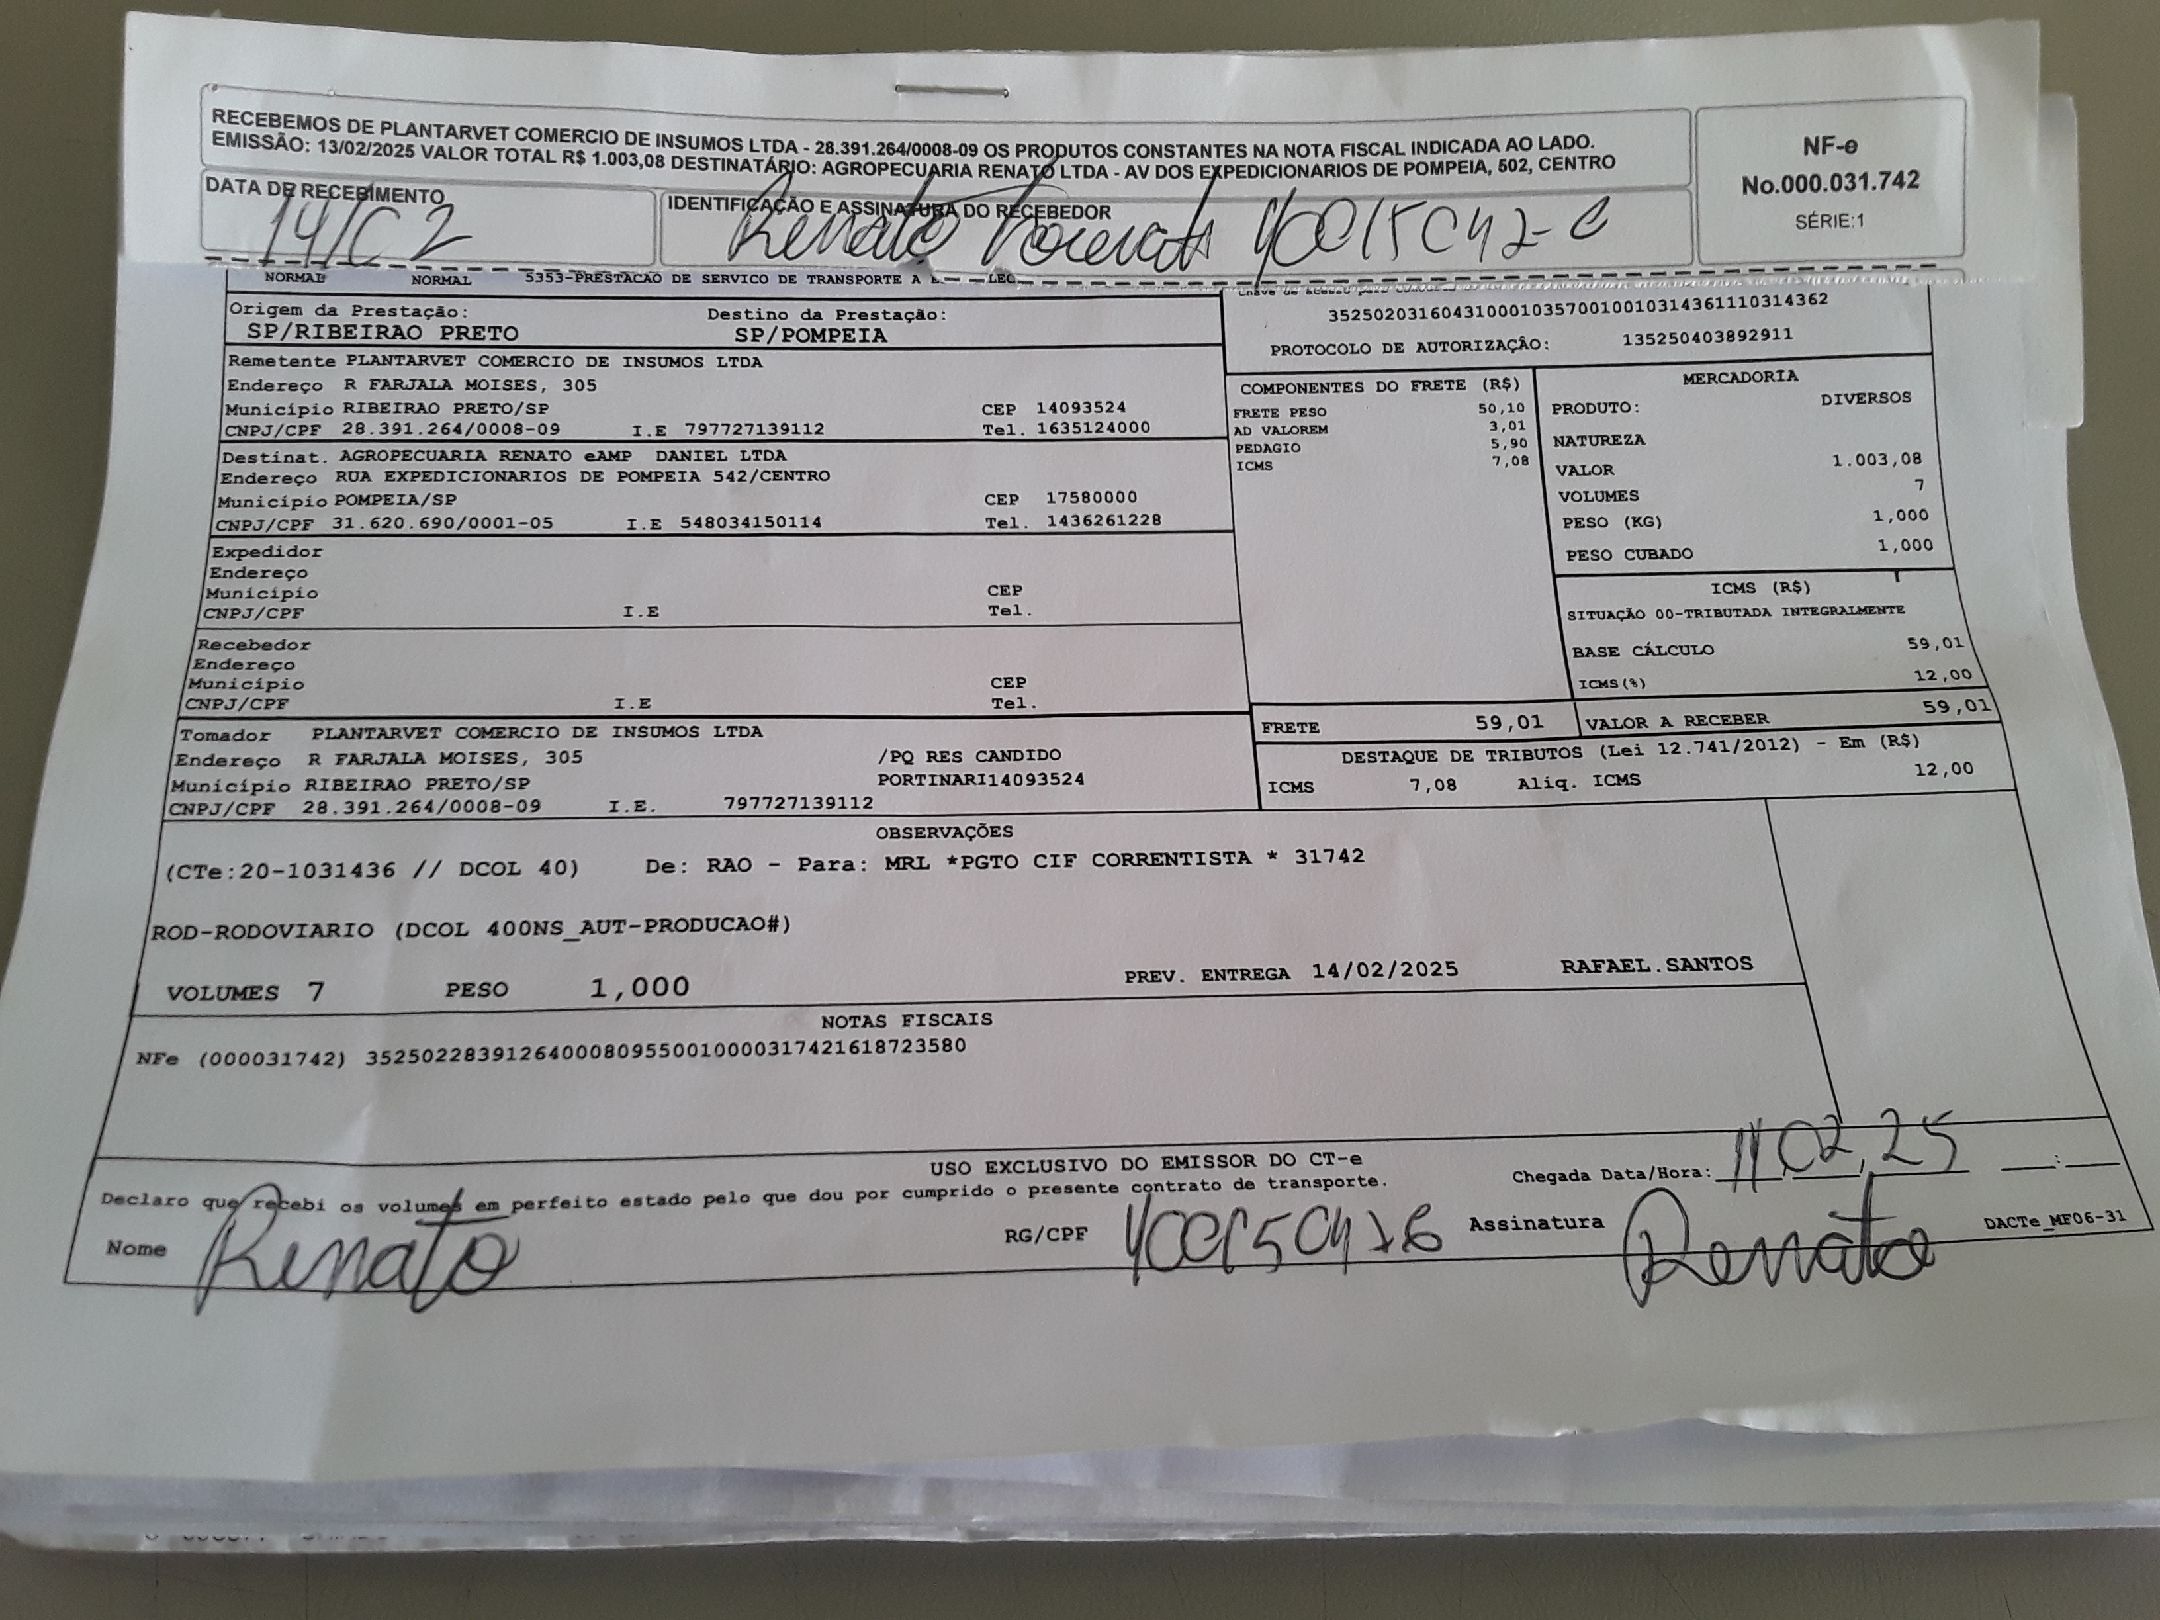 RECEBEMOS DE PLANTARVET COMERCIO DE INSUMOS LTDA - 28.391.264/0008-09 OS PRODUTOS CONSTANTES NA NOTA FISCAL INDICADA AO LADO.
EMISSÃO: 13/02/2025 VALOR TOTAL R$ 1.003,08 DESTINATÁRIO: AGROPECUARIA RENATO LTDA - AV DOS EXPEDICIONARIOS DE POMPEIA, 502, CENTRO
NF-e
No.000.031.742
SÉRIE:1
DATA DE RECEBIMENTO
IDENTIFICAÇÃO E ASSINATURA DO RECEBEDOR
Renato
NORMAL NORMAL 5353-PRESTACAO DE SERVICO DE TRANSPORTE A
Origem da Prestação: Destino da Prestação:
SP/RIBEIRAO PRETO SP/POMPEIA
35250203160431000103570010010314361110314362
PROTOCOLO DE AUTORIZAÇÃO: 135250403892911
Remetente PLANTARVET COMERCIO DE INSUMOS LTDA
Endereço R FARJALA MOISES, 305
Município RIBEIRAO PRETO/SP CEP 14093524
CNPJ/CPF 28.391.264/0008-09 I.E 797727139112 Tel. 1635124000
Destinat. AGROPECUARIA RENATO eAMP DANIEL LTDA
Endereço RUA EXPEDICIONARIOS DE POMPEIA 542/CENTRO
Município POMPEIA/SP CEP 17580000
CNPJ/CPF 31.620.690/0001-05 I.E 548034150114 Tel. 1436261228
Expedidor
Endereço
Município CEP
CNPJ/CPF I.E Tel.
Recebedor
Endereço
Município CEP
CNPJ/CPF I.E Tel.
Tomador PLANTARVET COMERCIO DE INSUMOS LTDA
Endereço R FARJALA MOISES, 305 /PQ RES CANDIDO
Município RIBEIRAO PRETO/SP PORTINARI14093524
CNPJ/CPF 28.391.264/0008-09 I.E. 797727139112
COMPONENTES DO FRETE (R$)
FRETE PESO 50,10
AD VALOREM 3,01
PEDAGIO 5,90
ICMS 7,08
MERCADORIA
PRODUTO: DIVERSOS
NATUREZA
VALOR 1.003,08
VOLUMES 7
PESO (KG) 1,000
PESO CUBADO 1,000
ICMS (R$)
SITUAÇÃO 00-TRIBUTADA INTEGRALMENTE
BASE CÁLCULO 59,01
ICMS(%) 12,00
FRETE 59,01 VALOR A RECEBER 59,01
DESTAQUE DE TRIBUTOS (Lei 12.741/2012) - Em (R$)
ICMS 7,08 Aliq. ICMS 12,00
OBSERVAÇÕES
(CTe:20-1031436 // DCOL 40) De: RAO - Para: MRL *PGTO CIF CORRENTISTA * 31742
ROD-RODOVIARIO (DCOL 400NS_AUT-PRODUCAO#)
VOLUMES 7 PESO 1,000 PREV. ENTREGA 14/02/2025 RAFAEL.SANTOS
NOTAS FISCAIS
NFe (000031742) 35250228391264000809550010000317421618723580
USO EXCLUSIVO DO EMISSOR DO CT-e
Declaro que recebi os volumes em perfeito estado pelo que dou por cumprido o presente contrato de transporte.
Chegada Data/Hora: __:__
Nome Renato RG/CPF Assinatura Renato DACTe_MF06-31